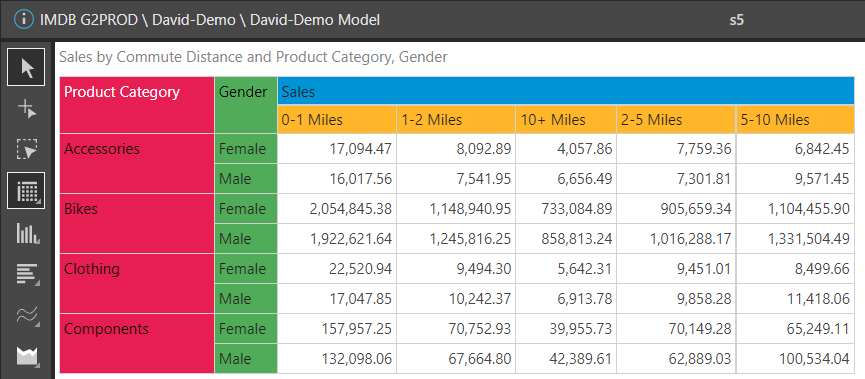 IMDB G2PROD \ David-Demo \ David-Demo Model s5
Sales by Commute Distance and Product Category, Gender
Product Category Gender Sales
0-1 Miles 1-2 Miles 10+ Miles 2-5 Miles 5-10 Miles
Accessories Female 17,094.47 8,092.89 4,057.86 7,759.36 6,842.45
Male 16,017.56 7,541.95 6,656.49 7,301.81 9,571.45
Bikes Female 2,054,845.38 1,148,940.95 733,084.89 905,659.34 1,104,455.90
Male 1,922,621.64 1,245,816.25 858,813.24 1,016,288.17 1,331,504.49
Clothing Female 22,520.94 9,494.30 5,642.31 9,451.01 8,499.66
Male 17,047.85 10,242.37 6,913.78 9,858.28 11,418.06
Components Female 157,957.25 70,752.93 39,955.73 70,149.28 65,249.11
Male 132,098.06 67,664.80 42,389.61 62,889.03 100,534.04